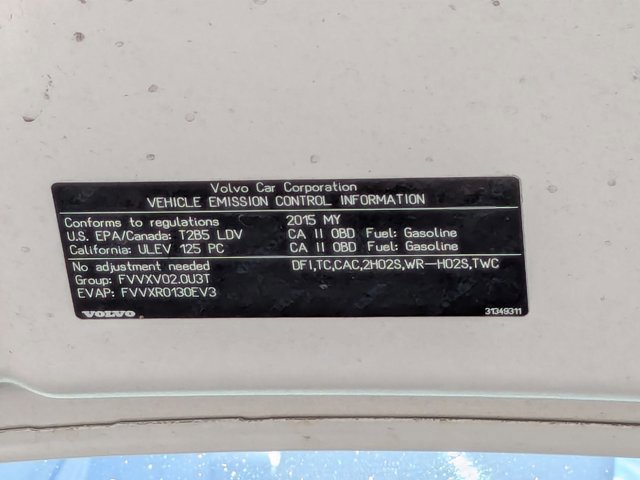 Volvo Car Corporation
VEHICLE EMISSION CONTROL INFORMATION
Conforms to regulations 2015 MY
U.S. EPA/Canada: T2B5 LDV CA II OBD Fuel: Gasoline
California: ULEV 125 PC CA II OBD Fuel: Gasoline
No adjustment needed DFI,TC,CAC,2HO2S,WR-HO2S,TWC
Group: FVVXV02.0U3T
EVAP: FVVXR0130EV3
VOLVO 31349311